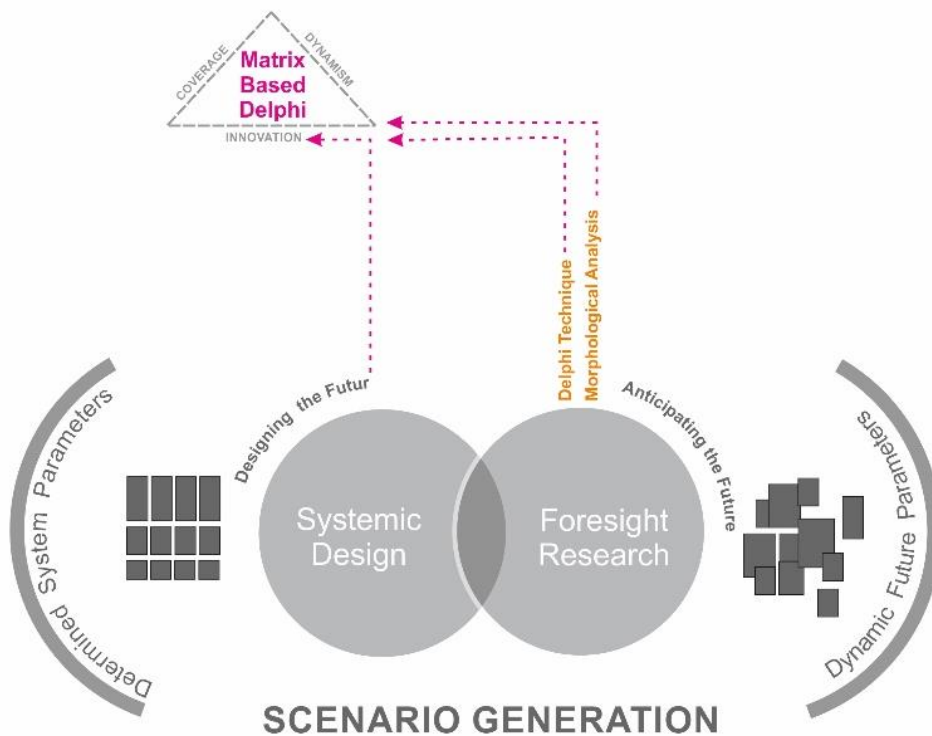 COVERAGE
DYNAMISM
Matrix
Based
Delphi
INNOVATION
Delphi Technique
Morphological Analysis
Designing the Futur
Anticipating the Future
Determined System Parameters
Systemic
Design
Foresight
Research
Dynamic Future Parameters
SCENARIO GENERATION